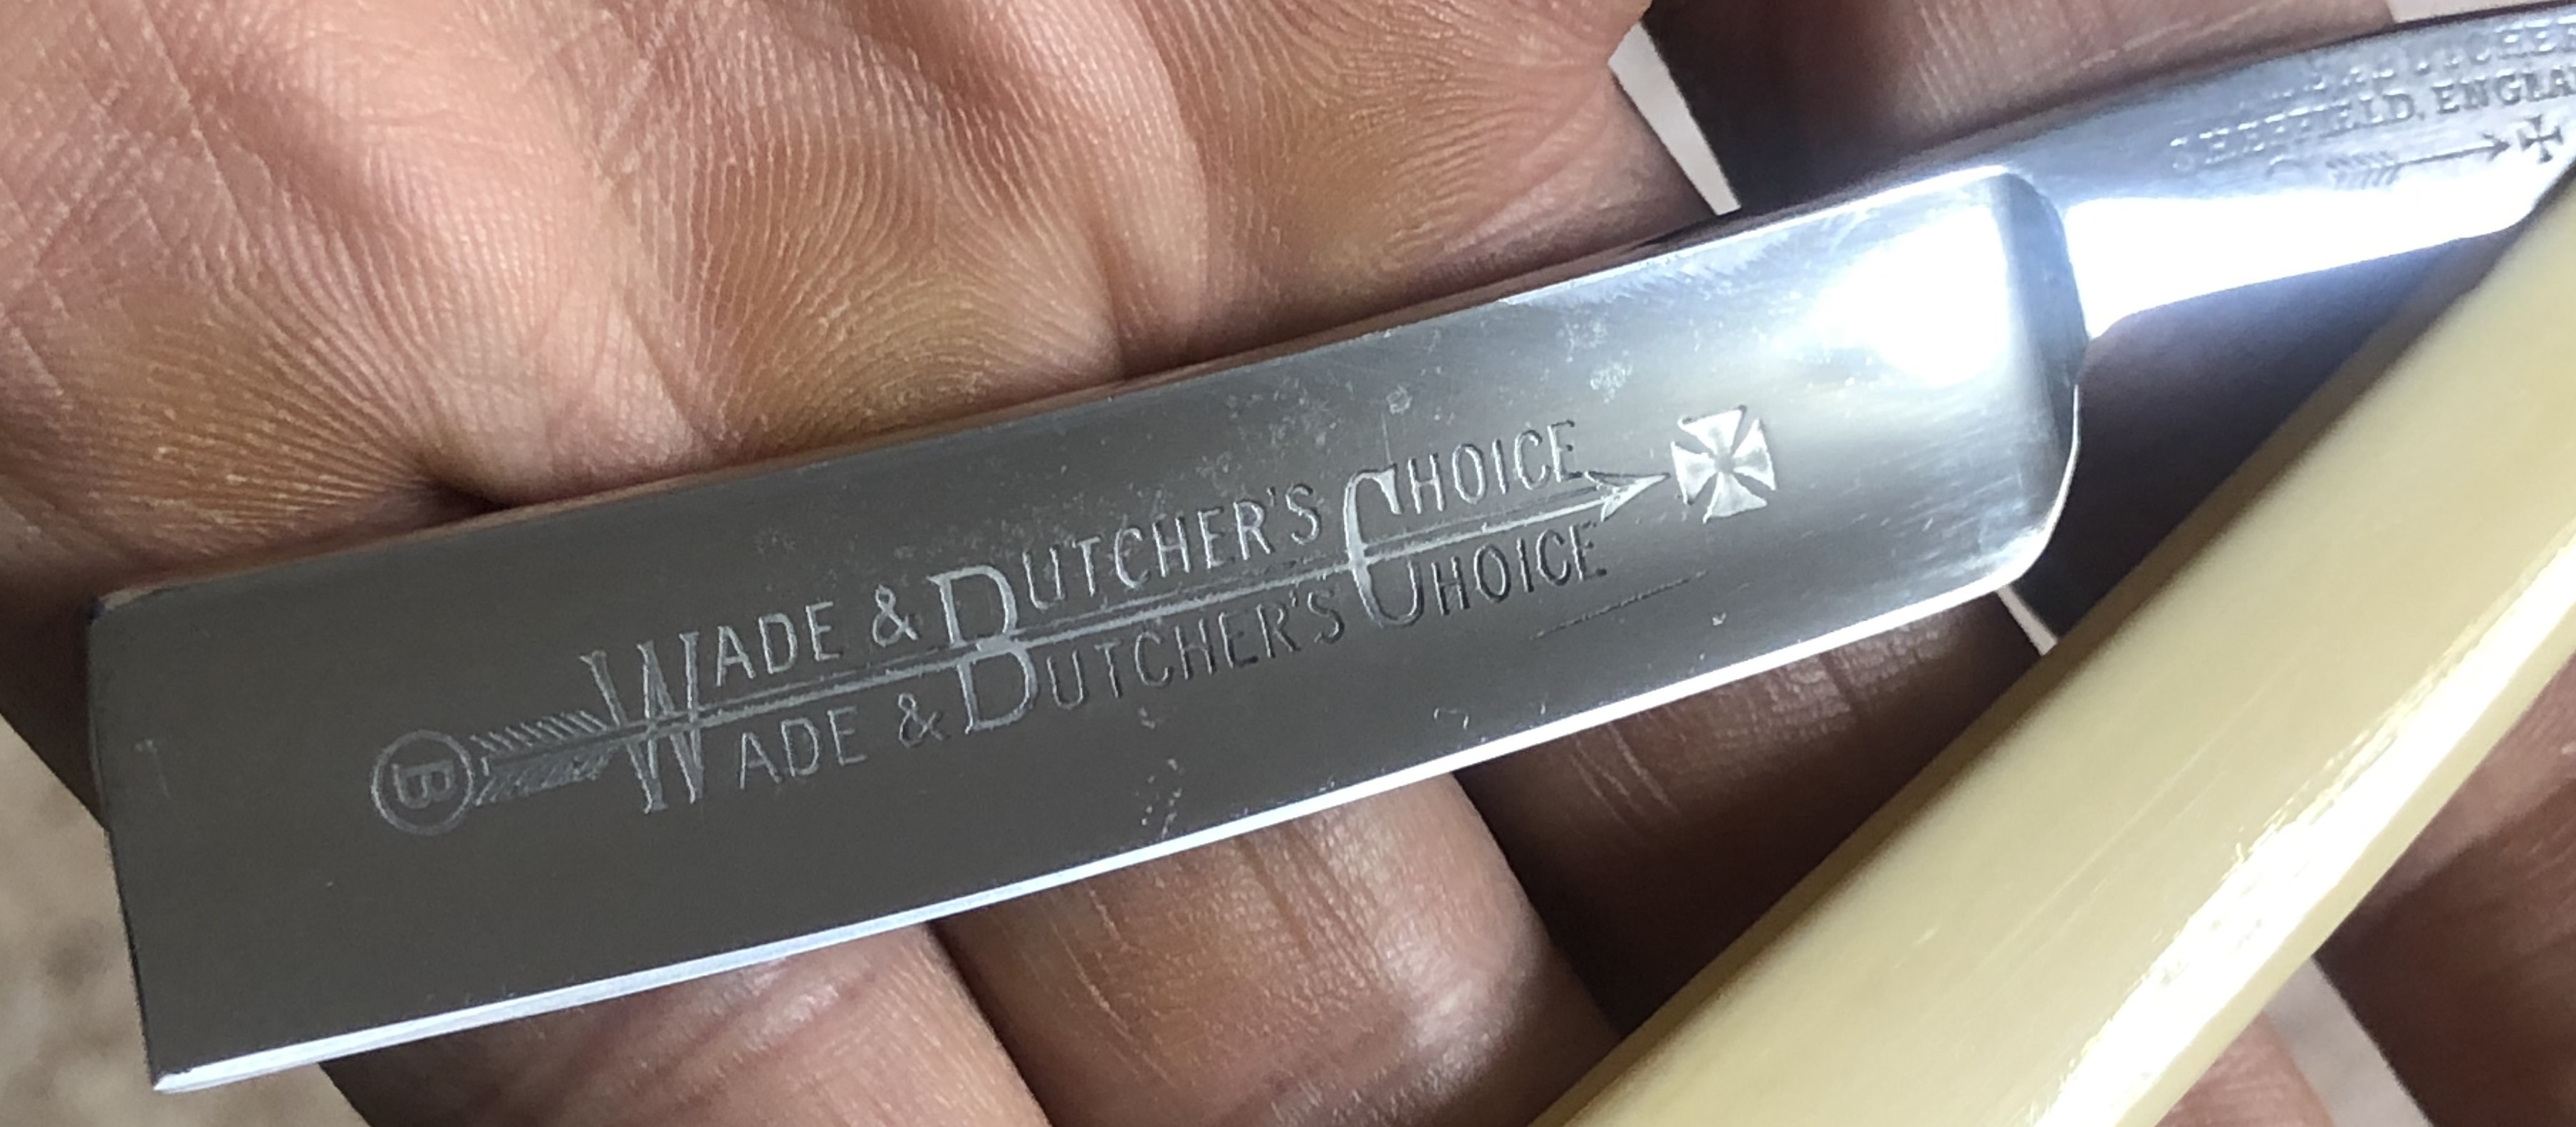 B
WADE & BUTCHER'S CHOICE
WADE & BUTCHER'S CHOICE
SHEFFIELD, ENGLA